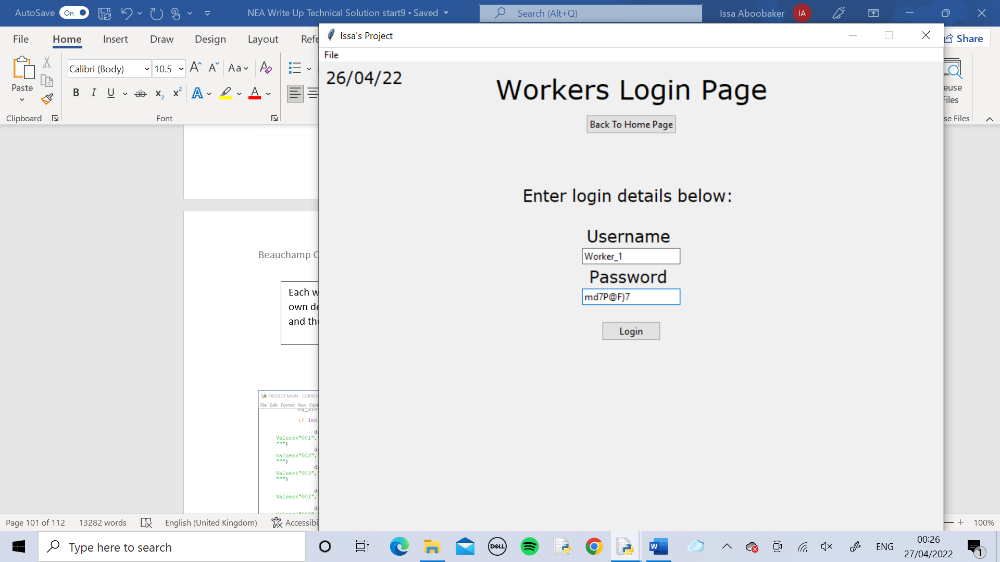 AutoSave On
NEA Write Up Technical Solution start9 • Saved
Search (Alt+Q)
Issa Aboobaker IA
File Home Insert Draw Design Layout Refe
Share
Issa's Project
File
26/04/22
Workers Login Page
Back To Home Page
Enter login details below:
Username
Worker_1
Password
md7P@F)7
Login
Paste
Clipboard
Calibri (Body) 10.5
Aa
B I U ab x₂ x² A A
Font
euse
Files
se Files
Beauchamp C
Each w
own de
and the
PROJECT MAIN - CURREN
File Edit Format Run Optio
if len
Values("001",
""")
Values("002",
""")
Values("003",
""")
Values("001",
Page 101 of 112 13282 words English (United Kingdom) Accessibi
100%
Type here to search
DELL
W
ENG
00:26
27/04/2022
1